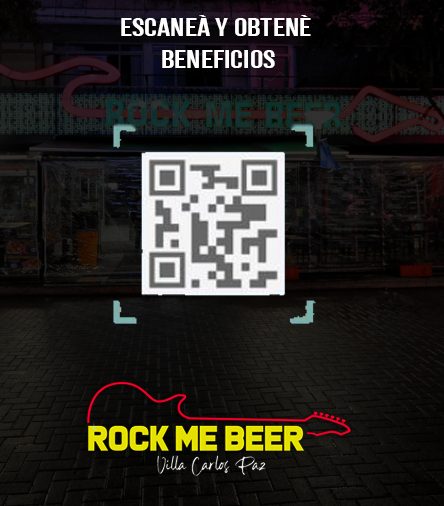 ESCANEÀ Y OBTENÈ
BENEFICIOS
ROCK ME BEER
ROCK ME BEER
Villa Carlos Paz